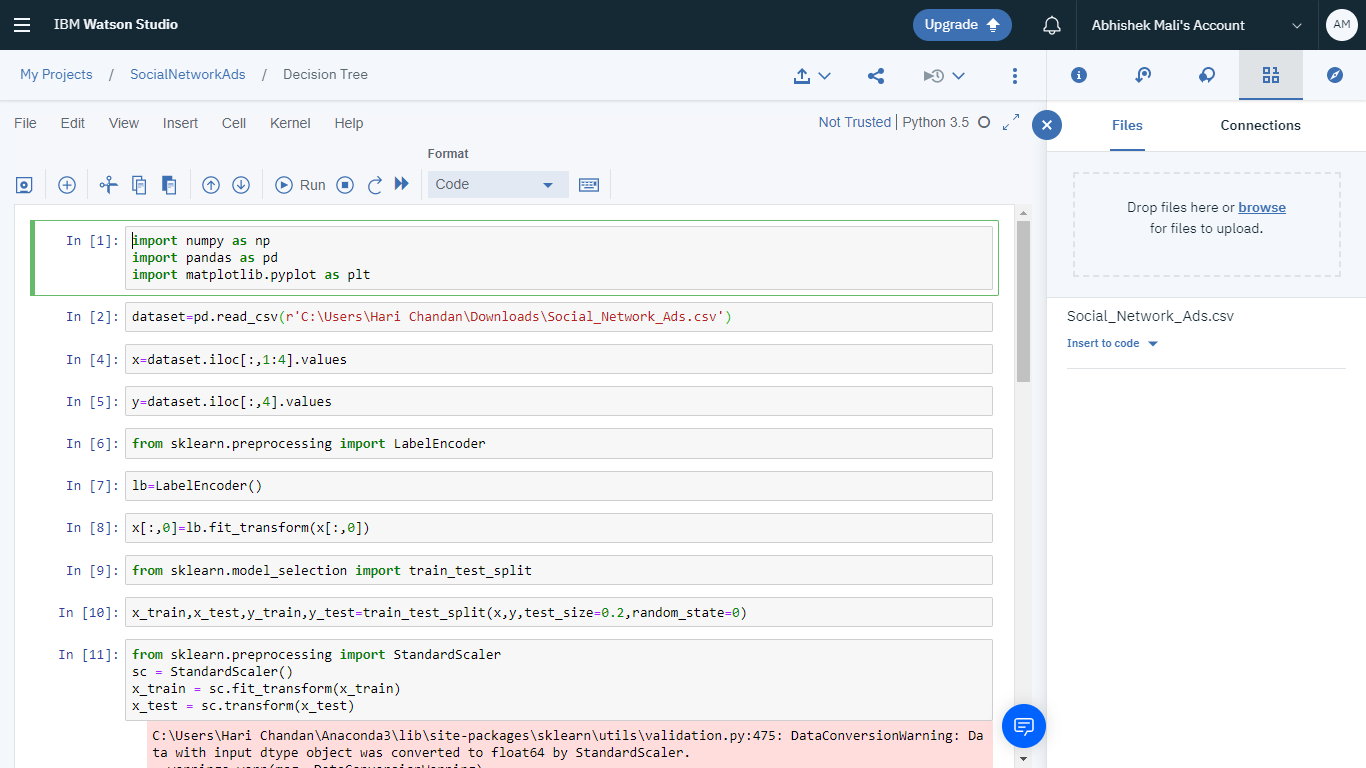 IBM Watson Studio
Upgrade
Abhishek Mali's Account
AM
My Projects / SocialNetworkAds / Decision Tree
File Edit View Insert Cell Kernel Help
Not Trusted | Python 3.5
Format
Run
Code
In [1]: import numpy as np
import pandas as pd
import matplotlib.pyplot as plt
In [2]: dataset=pd.read_csv(r'C:\Users\Hari Chandan\Downloads\Social_Network_Ads.csv')
In [4]: x=dataset.iloc[:,1:4].values
In [5]: y=dataset.iloc[:,4].values
In [6]: from sklearn.preprocessing import LabelEncoder
In [7]: lb=LabelEncoder()
In [8]: x[:,0]=lb.fit_transform(x[:,0])
In [9]: from sklearn.model_selection import train_test_split
In [10]: x_train,x_test,y_train,y_test=train_test_split(x,y,test_size=0.2,random_state=0)
In [11]: from sklearn.preprocessing import StandardScaler
sc = StandardScaler()
x_train = sc.fit_transform(x_train)
x_test = sc.transform(x_test)
C:\Users\Hari Chandan\Anaconda3\lib\site-packages\sklearn\utils\validation.py:475: DataConversionWarning: Da
ta with input dtype object was converted to float64 by StandardScaler.
warnings.warn(msg, DataConversionWarning)
Files
Connections
Drop files here or browse
for files to upload.
Social_Network_Ads.csv
Insert to code